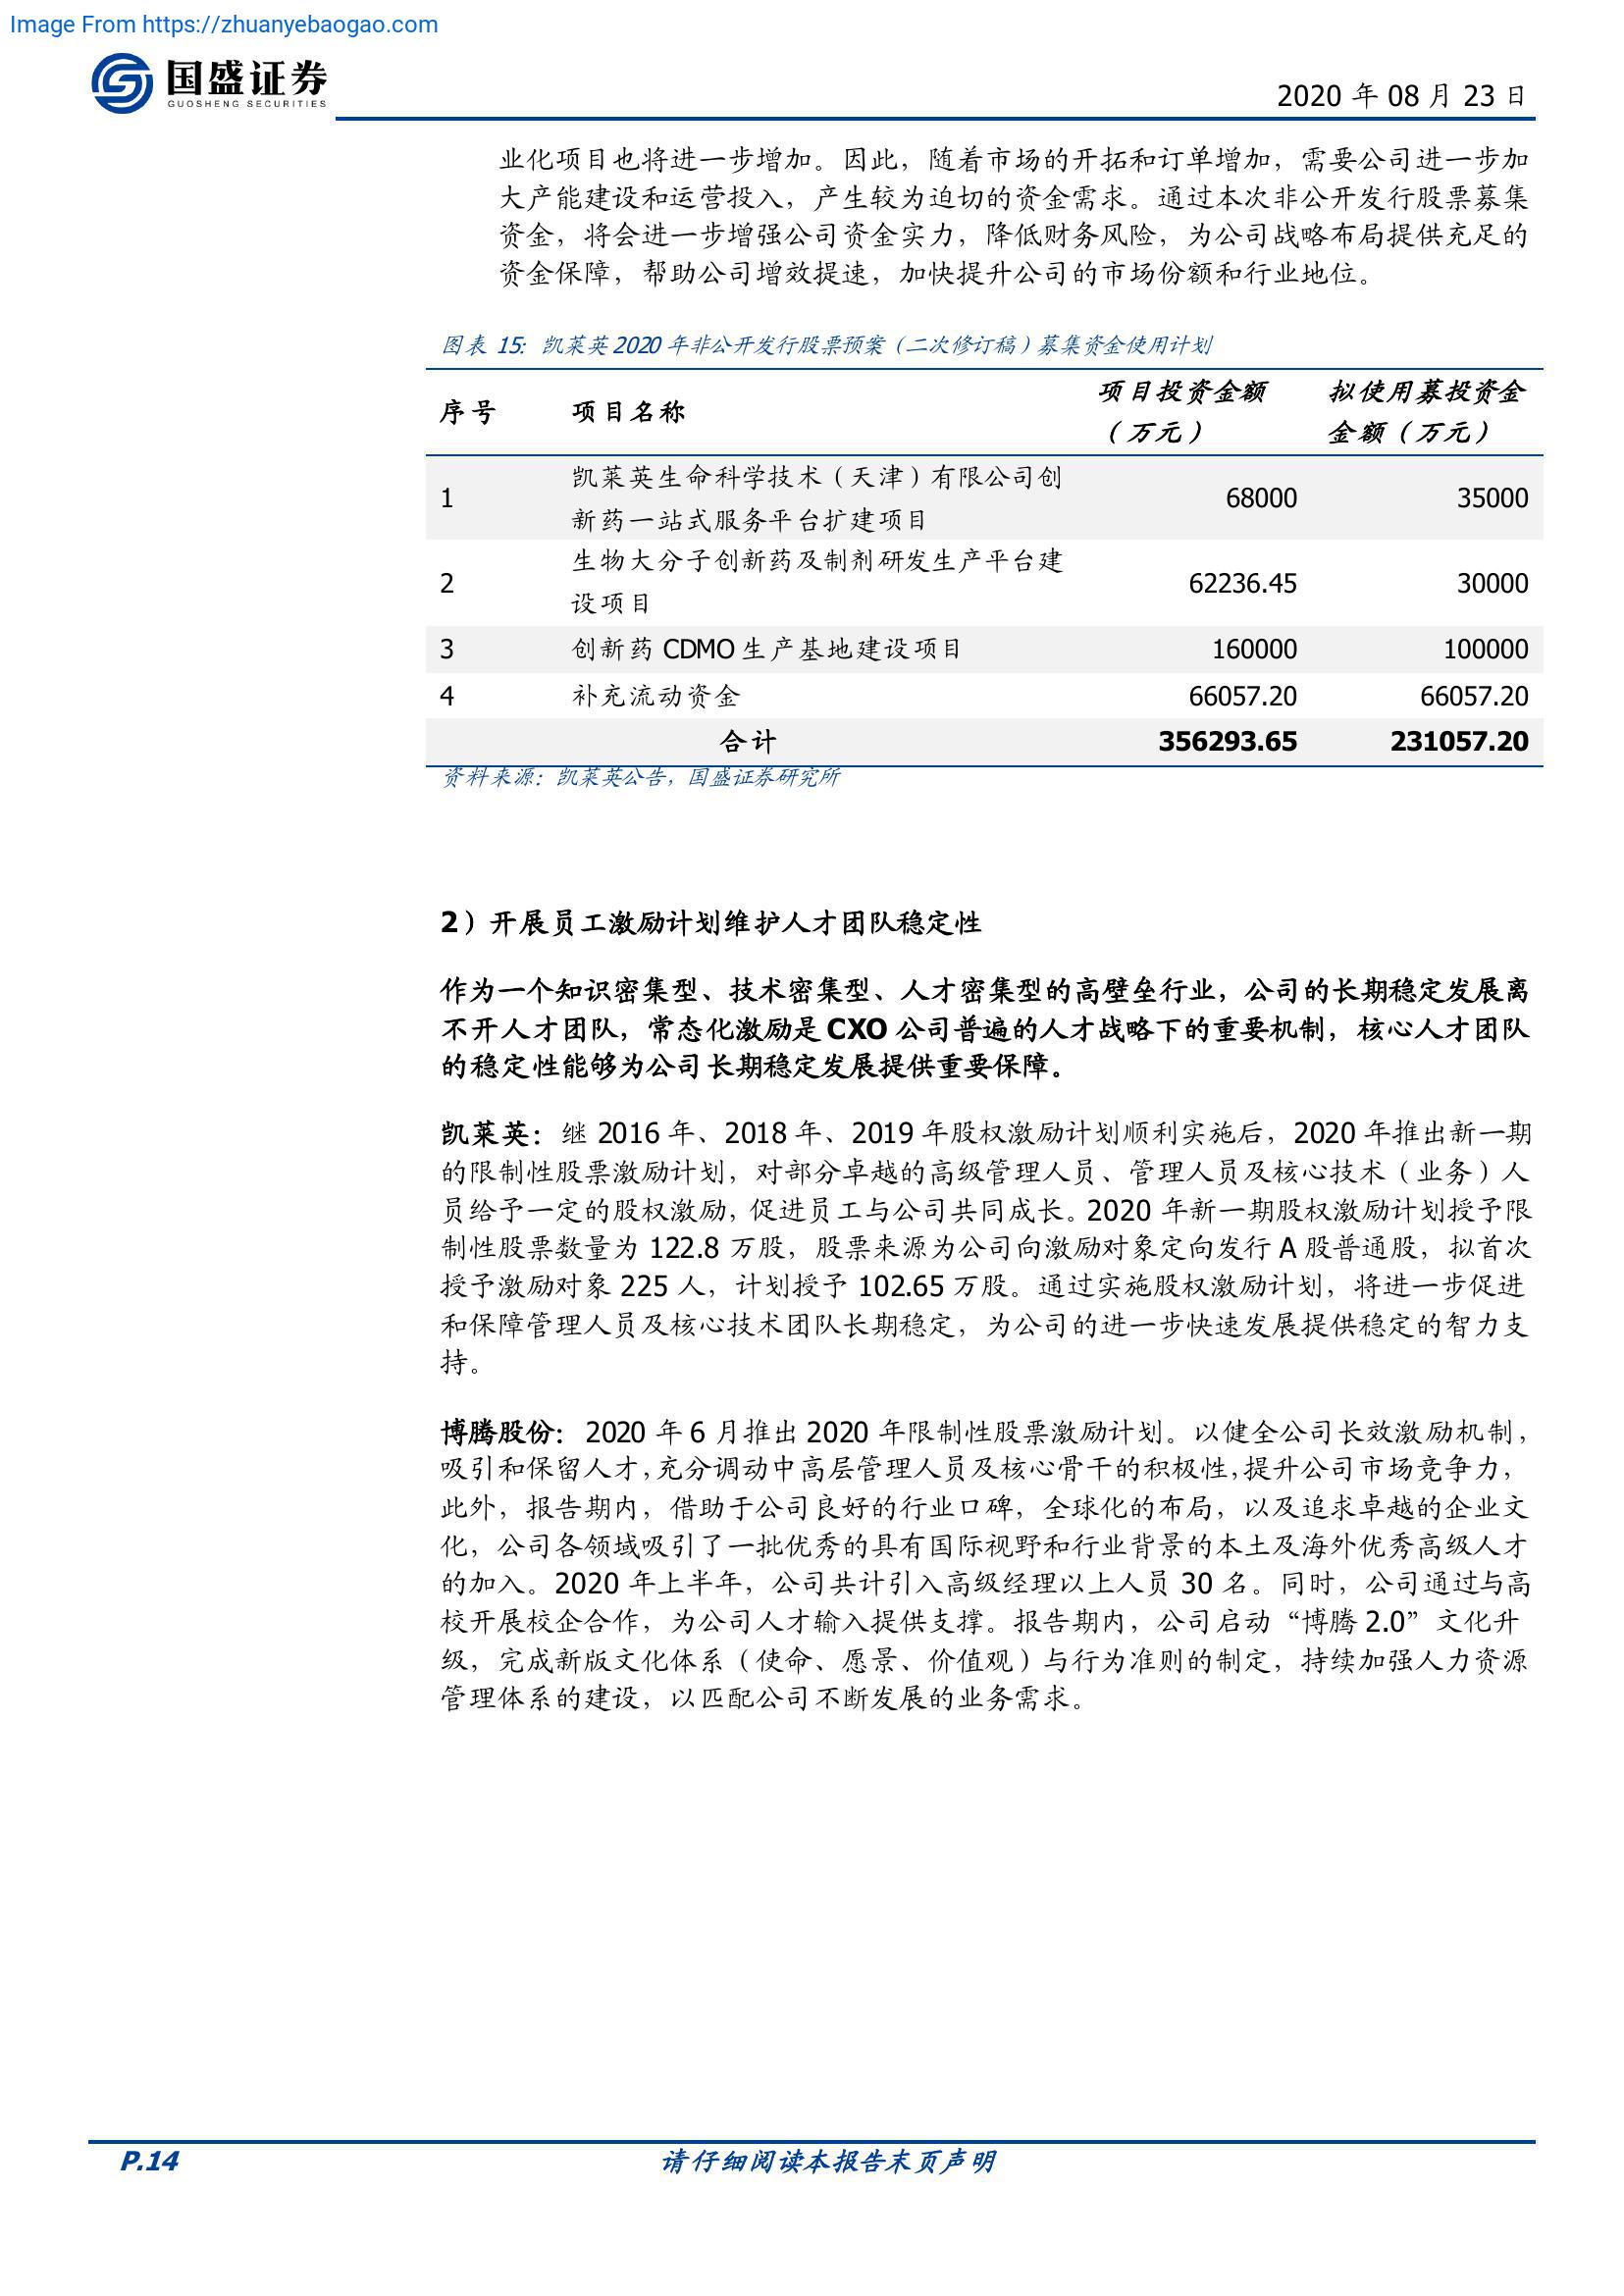 Image From https://zhuanyebaogao.com
国盛证券
GUOSHENG SECURITIES
2020 年 08 月 23 日
业化项目也将进一步增加。因此，随着市场的开拓和订单增加，需要公司进一步加
大产能建设和运营投入，产生较为迫切的资金需求。通过本次非公开发行股票募集
资金，将会进一步增强公司资金实力，降低财务风险，为公司战略布局提供充足的
资金保障，帮助公司增效提速，加快提升公司的市场份额和行业地位。
图表 15：凯莱英 2020 年非公开发行股票预案（二次修订稿）募集资金使用计划
序号 项目名称 项目投资金额（万元） 拟使用募投资金金额（万元）
1 凯莱英生命科学技术（天津）有限公司创新药一站式服务平台扩建项目 68000 35000
2 生物大分子创新药及制剂研发生产平台建设项目 62236.45 30000
3 创新药 CDMO 生产基地建设项目 160000 100000
4 补充流动资金 66057.20 66057.20
合计 356293.65 231057.20
资料来源：凯莱英公告，国盛证券研究所
2）开展员工激励计划维护人才团队稳定性
作为一个知识密集型、技术密集型、人才密集型的高壁垒行业，公司的长期稳定发展离
不开人才团队，常态化激励是 CXO 公司普遍的人才战略下的重要机制，核心人才团队
的稳定性能够为公司长期稳定发展提供重要保障。
凯莱英：继 2016 年、2018 年、2019 年股权激励计划顺利实施后，2020 年推出新一期
的限制性股票激励计划，对部分卓越的高级管理人员、管理人员及核心技术（业务）人
员给予一定的股权激励，促进员工与公司共同成长。2020 年新一期股权激励计划授予限
制性股票数量为 122.8 万股，股票来源为公司向激励对象定向发行 A 股普通股，拟首次
授予激励对象 225 人，计划授予 102.65 万股。通过实施股权激励计划，将进一步促进
和保障管理人员及核心技术团队长期稳定，为公司的进一步快速发展提供稳定的智力支
持。
博腾股份：2020 年 6 月推出 2020 年限制性股票激励计划。以健全公司长效激励机制，
吸引和保留人才，充分调动中高层管理人员及核心骨干的积极性，提升公司市场竞争力，
此外，报告期内，借助于公司良好的行业口碑，全球化的布局，以及追求卓越的企业文
化，公司各领域吸引了一批优秀的具有国际视野和行业背景的本土及海外优秀高级人才
的加入。2020 年上半年，公司共计引入高级经理以上人员 30 名。同时，公司通过与高
校开展校企合作，为公司人才输入提供支撑。报告期内，公司启动“博腾 2.0”文化升
级，完成新版文化体系（使命、愿景、价值观）与行为准则的制定，持续加强人力资源
管理体系的建设，以匹配公司不断发展的业务需求。
P.14
请仔细阅读本报告末页声明